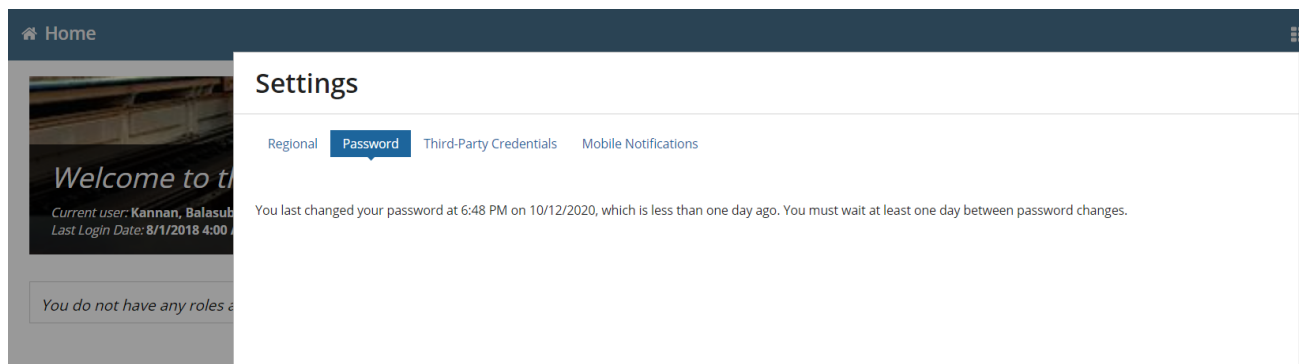 Home
Settings
Regional Password Third-Party Credentials Mobile Notifications
Welcome to
Current user: Kannan,
Last Login Date: 8/1/2018 4:00
You last changed your password at 6:48 PM on 10/12/2020, which is less than one day ago. You must wait at least one day between password changes.
You do not have any roles